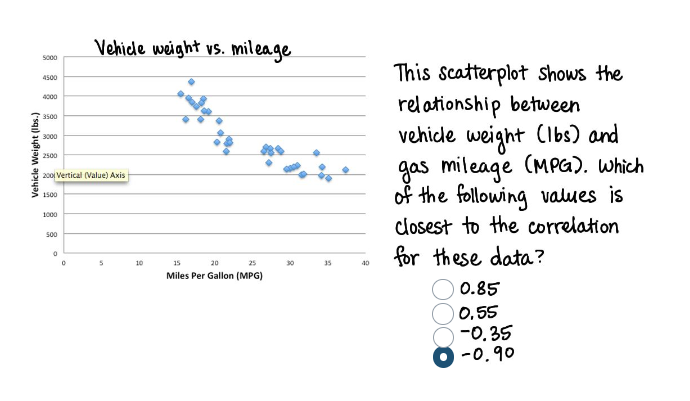 Vehicle weight vs. mileage
5000
4500
4000
3500
3000
2500
2000
1500
1000
500
0
Vehicle Weight (lbs.)
Vertical (Value) Axis
0 5 10 15 20 25 30 35 40
Miles Per Gallon (MPG)
This scatterplot shows the
relationship between
vehicle weight (lbs) and
gas mileage (MPG). Which
of the following values is
closest to the correlation
for these data?
0.85
0.55
-0.35
-0.90